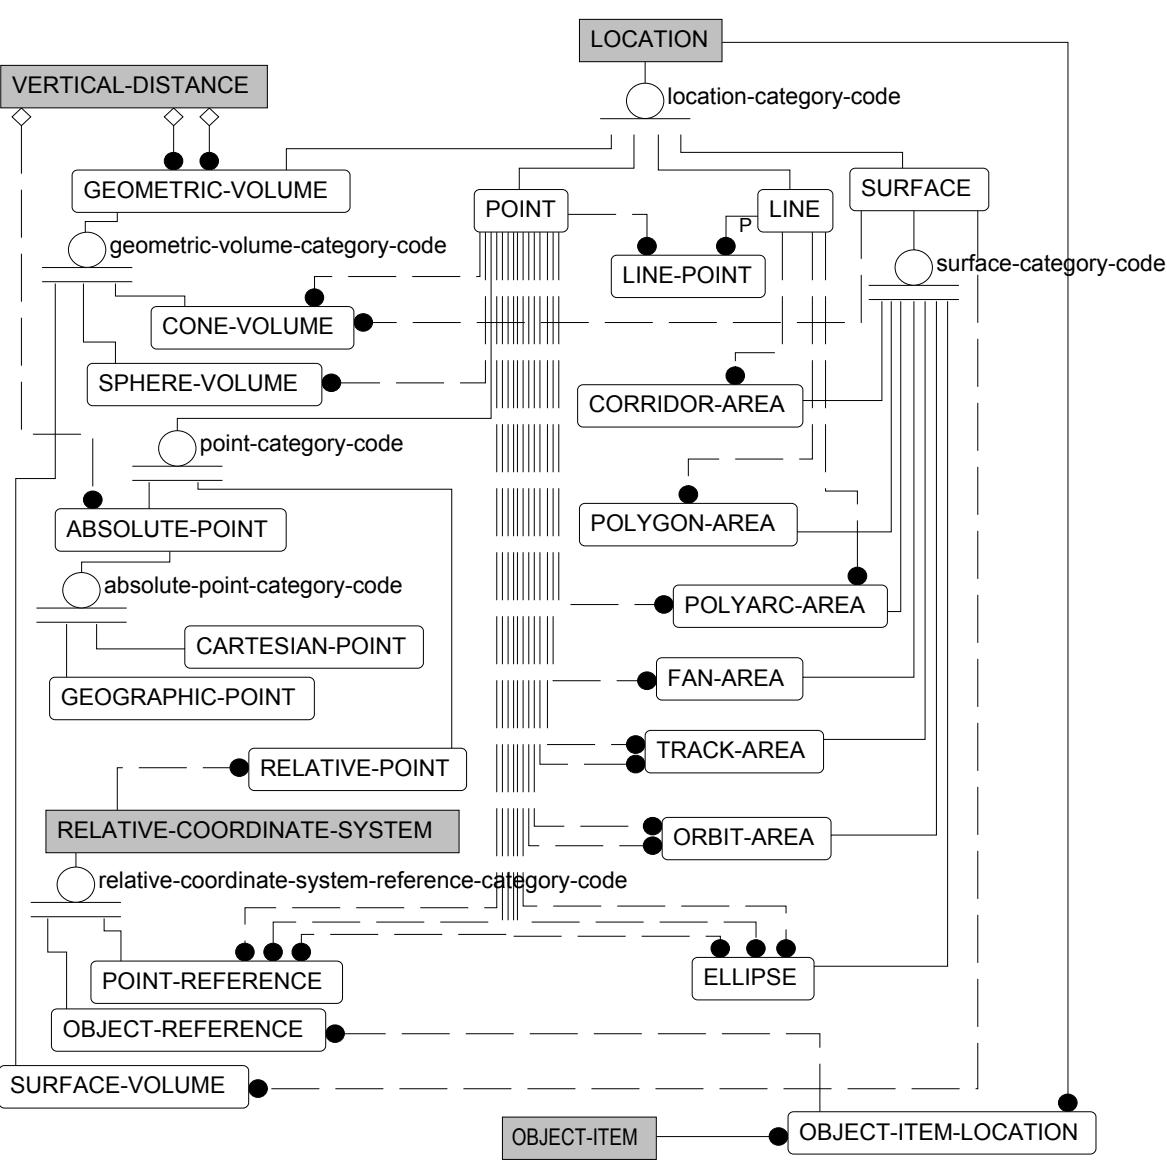 LOCATION
VERTICAL-DISTANCE
location-category-code
GEOMETRIC-VOLUME
SURFACE
POINT
LINE
P
geometric-volume-category-code
LINE-POINT
surface-category-code
CONE-VOLUME
SPHERE-VOLUME
CORRIDOR-AREA
point-category-code
ABSOLUTE-POINT
POLYGON-AREA
absolute-point-category-code
POLYARC-AREA
CARTESIAN-POINT
FAN-AREA
GEOGRAPHIC-POINT
TRACK-AREA
RELATIVE-POINT
RELATIVE-COORDINATE-SYSTEM
ORBIT-AREA
relative-coordinate-system-reference-category-code
POINT-REFERENCE
ELLIPSE
OBJECT-REFERENCE
SURFACE-VOLUME
OBJECT-ITEM
OBJECT-ITEM-LOCATION